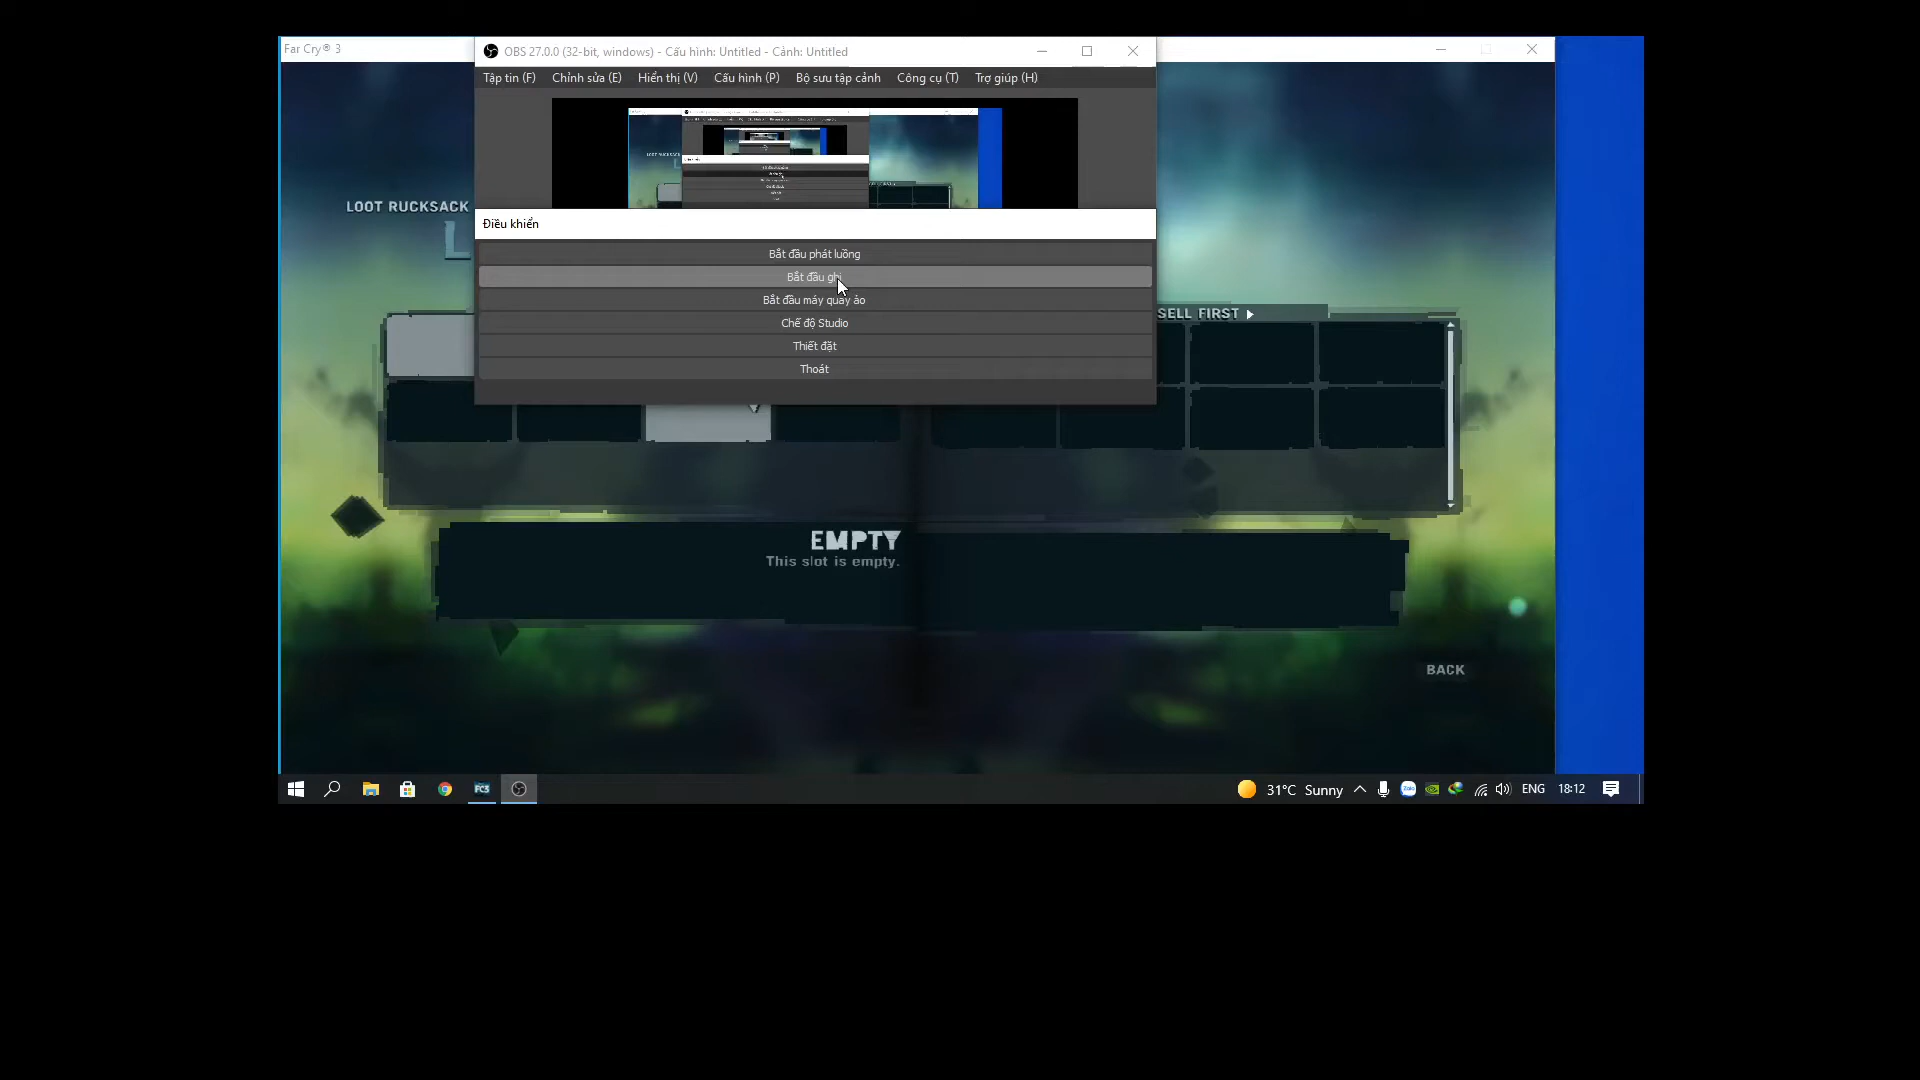 Far Cry® 3
OBS 27.0.0 (32-bit, windows) - Cấu hình: Untitled - Cảnh: Untitled
Tập tin (F) Chỉnh sửa (E) Hiển thị (V) Cấu hình (P) Bộ sưu tập cảnh Công cụ (T) Trợ giúp (H)
LOOT RUCKSACK
L
Điều khiển
Bắt đầu phát luồng
Bắt đầu ghi
Bắt đầu máy quay ảo
Chế độ Studio
Thiết đặt
Thoát
SELL FIRST
EMPTY
This slot is empty.
BACK
FC3
31°C Sunny
Zalo
ENG
18:12